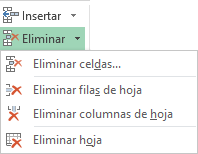 Insertar
Eliminar
Eliminar celdas...
Eliminar filas de hoja
Eliminar columnas de hoja
Eliminar hoja